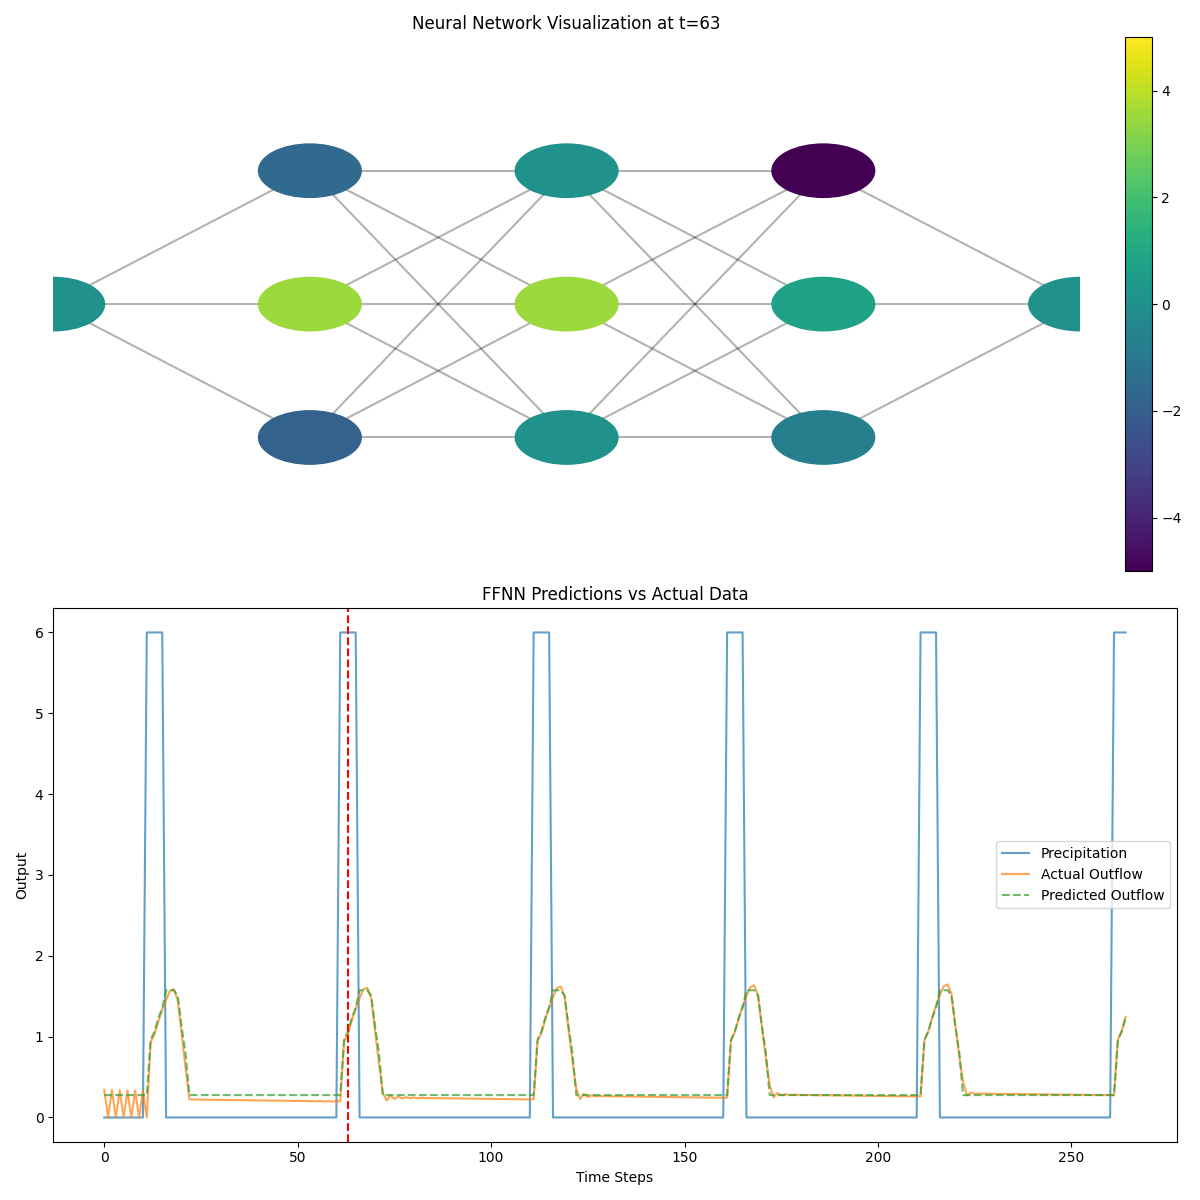 Neural Network Visualization at t=63
4
2
0
−2
−4
FFNN Predictions vs Actual Data
6
5
4
3
2
1
0
Output
Precipitation
Actual Outflow
Predicted Outflow
0
50
100
150
200
250
Time Steps